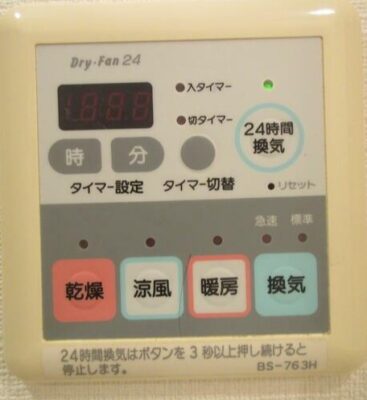 Dry-Fan 24
入タイマー
切タイマー
24時間
換気
時
分
タイマー設定
タイマー切替
リセット
急速
標準
乾燥
涼風
暖房
換気
24時間換気はボタンを3秒以上押し続けると
停止します。
BS-763H